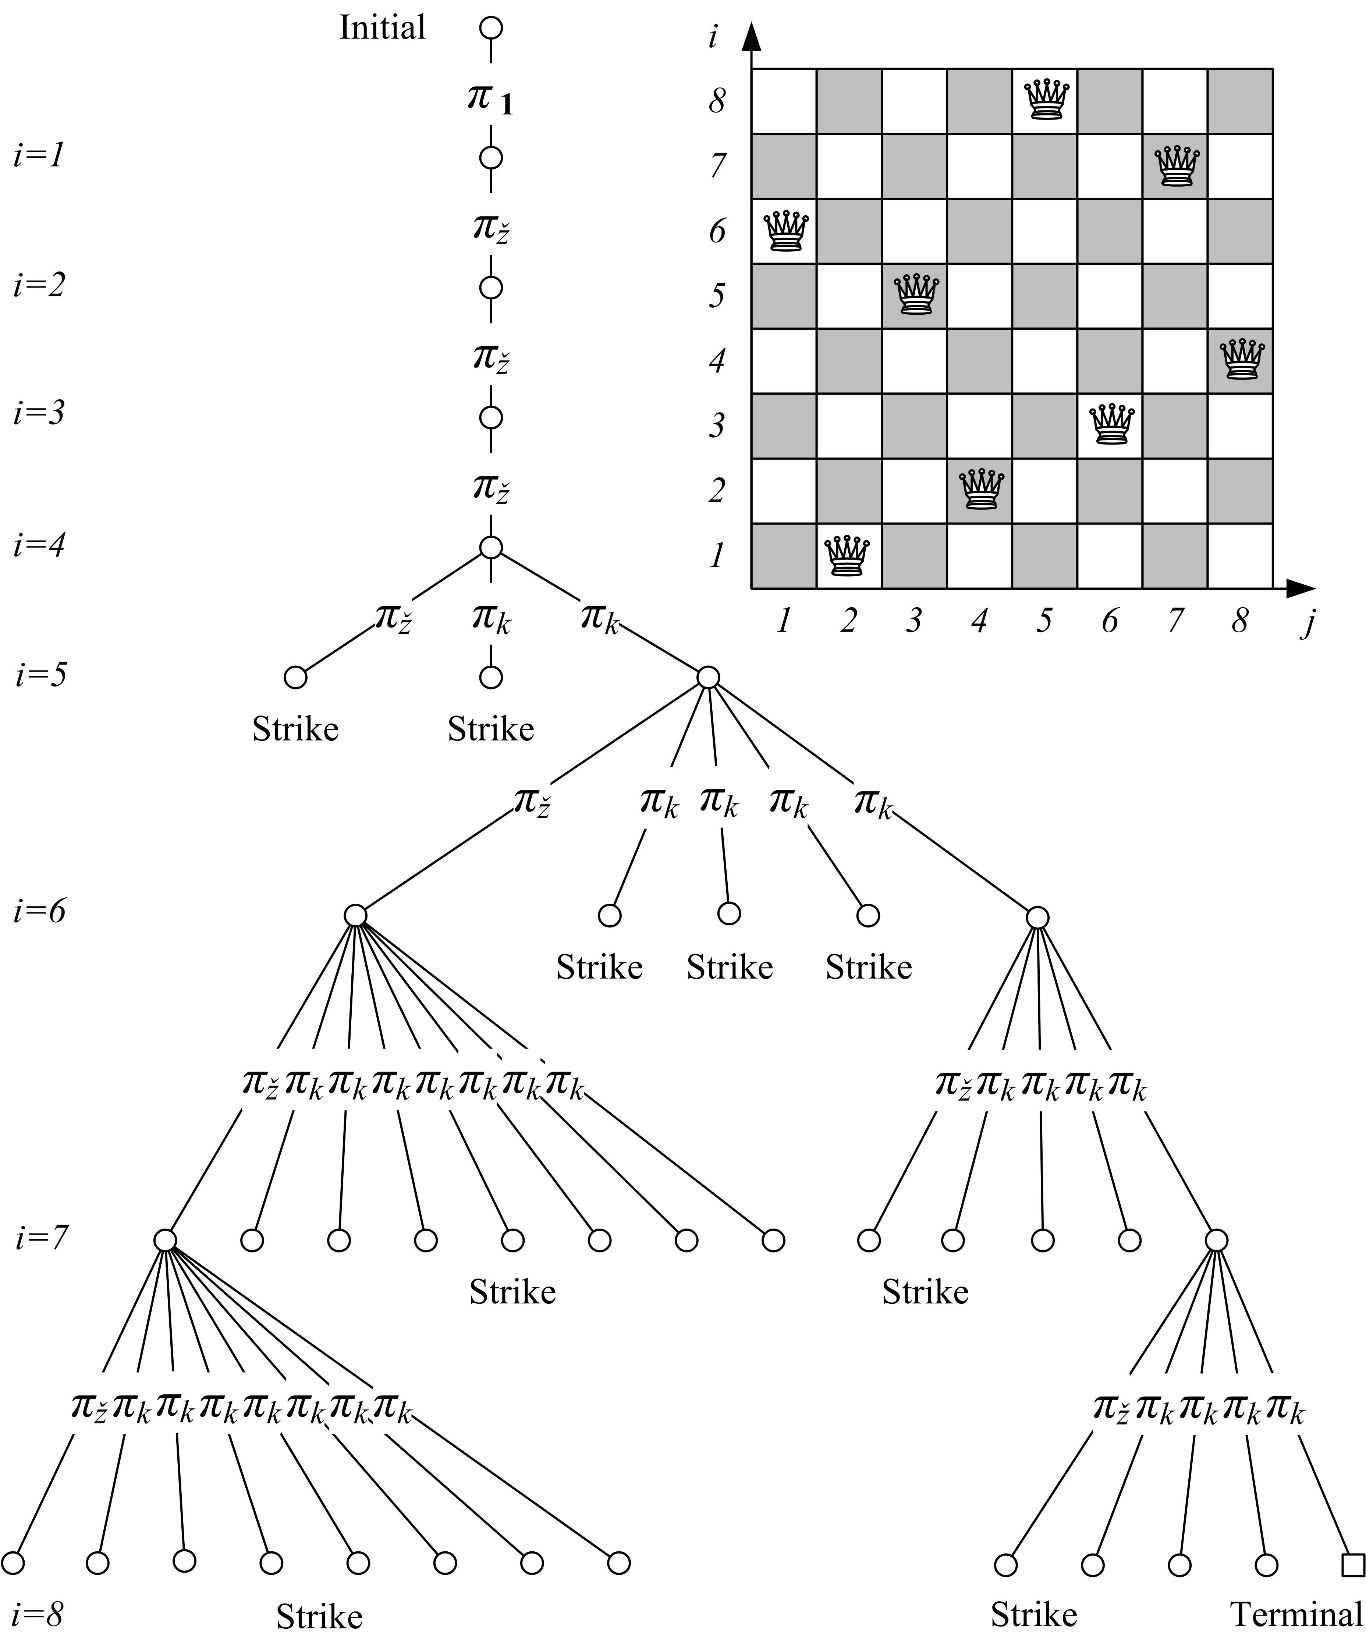 Initial
i
8
π 1
i=1
7
πž
6
i=2
5
πž
4
i=3
3
πž
2
i=4
1
πž πk πk
1 2 3 4 5 6 7 8 j
i=5
Strike Strike
πž πk πk πk πk
i=6
Strike Strike Strike
πž πk πk πk πk πk πk πk πž πk πk πk πk
i=7
Strike Strike
πž πk πk πk πk πk πk πk πž πk πk πk πk
i=8 Strike Strike Terminal